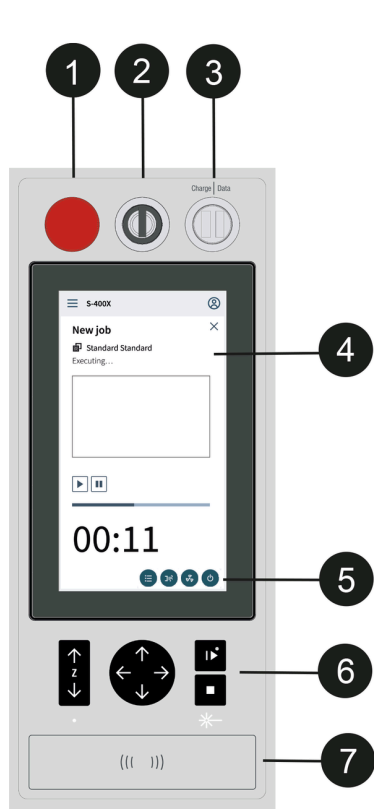 1 2 3
Charge | Data
S-400X
New job
Standard Standard
Executing...
4
00:11
5
Z
6
7